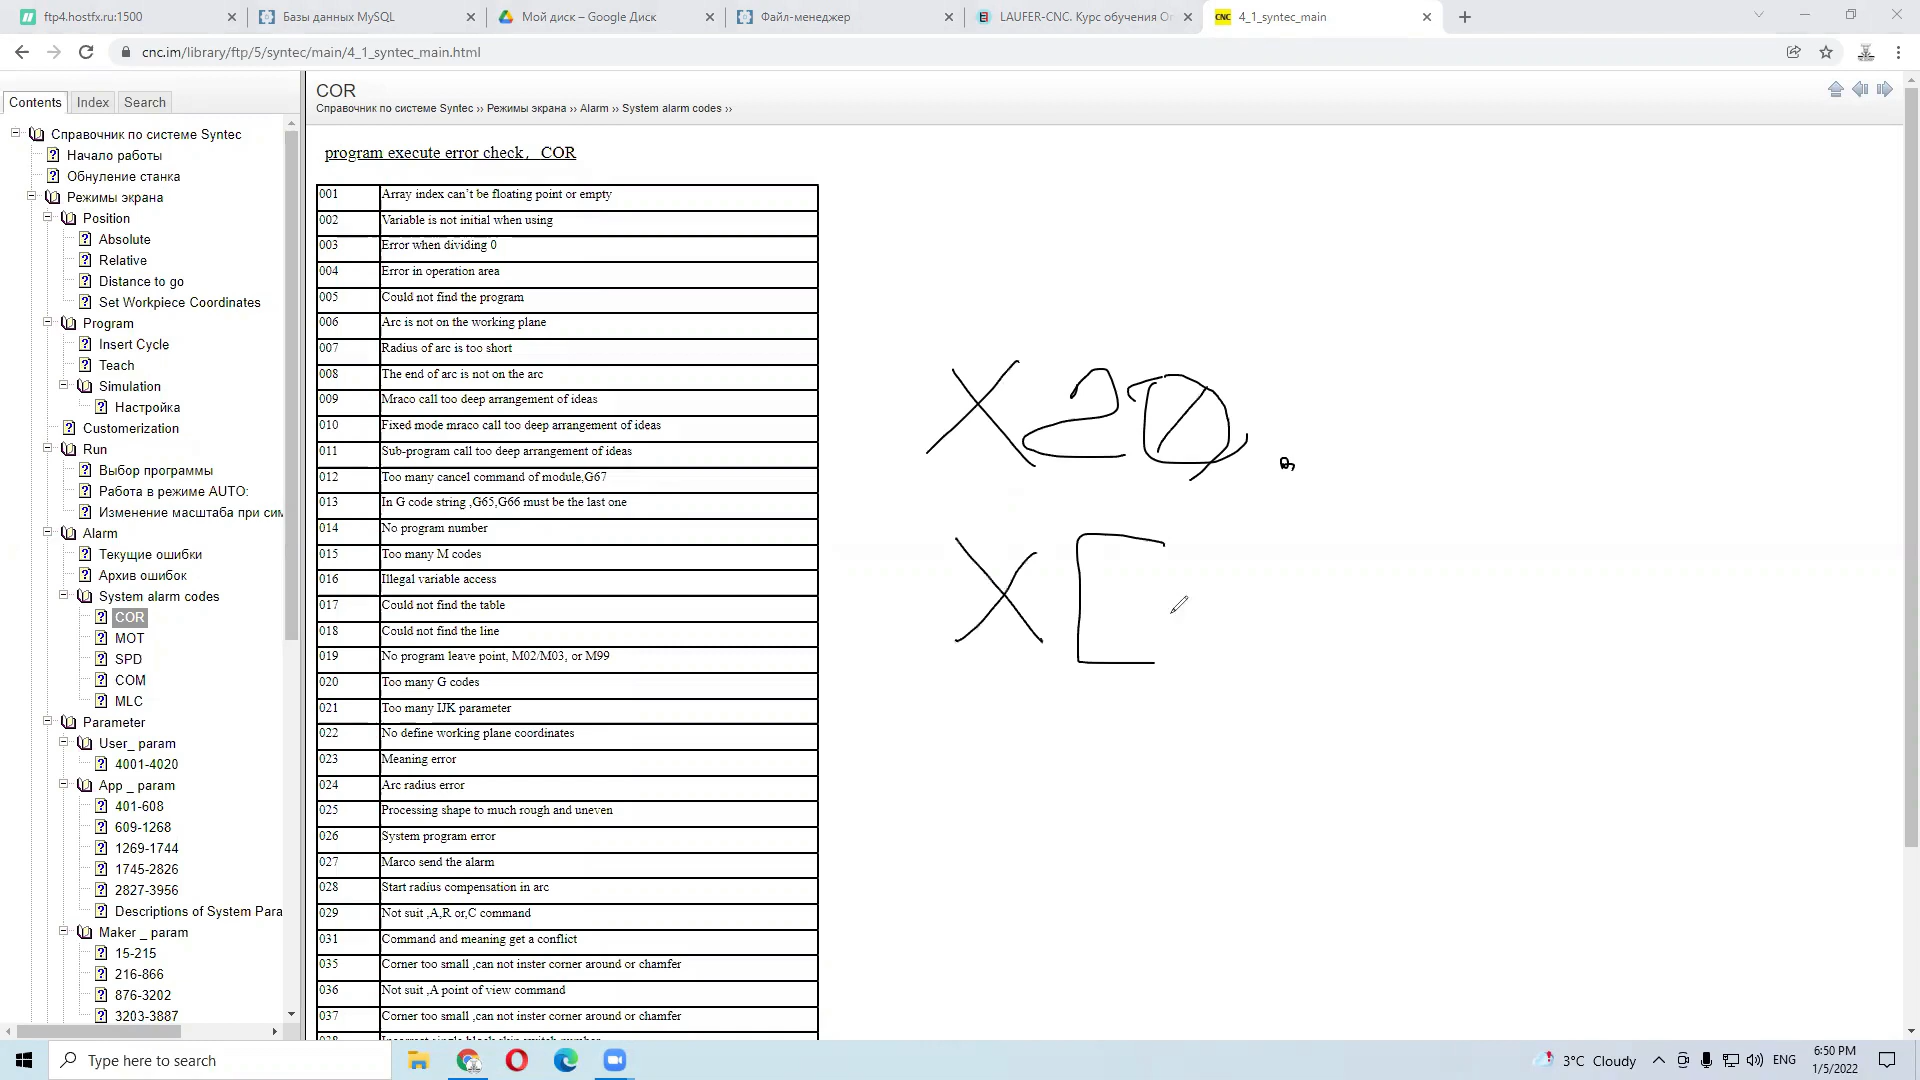 ftp4.hostfx.ru:1500
Базы данных MySQL
Мой диск – Google Диск
Файл-менеджер
LAUFER-CNC. Курс обучения Оп
CNC 4_1_syntec_main
cnc.im/library/ftp/5/syntec/main/4_1_syntec_main.html
Contents Index Search
Справочник по системе Syntec
Начало работы
Обнуление станка
Режимы экрана
Position
Absolute
Relative
Distance to go
Set Workpiece Coordinates
Program
Insert Cycle
Teach
Simulation
Настройка
Customerization
Run
Выбор программы
Работа в режиме AUTO:
Изменение масштаба при сим
Alarm
Текущие ошибки
Архив ошибок
System alarm codes
COR
MOT
SPD
COM
MLC
Parameter
User_ param
4001-4020
App _ param
401-608
609-1268
1269-1744
1745-2826
2827-3956
Descriptions of System Para
Maker _ param
15-215
216-866
876-3202
3203-3887
COR
Справочник по системе Syntec ›› Режимы экрана ›› Alarm ›› System alarm codes ››
program execute error check，COR
001 Array index can’t be floating point or empty
002 Variable is not initial when using
003 Error when dividing 0
004 Error in operation area
005 Could not find the program
006 Arc is not on the working plane
007 Radius of arc is too short
008 The end of arc is not on the arc
009 Mraco call too deep arrangement of ideas
010 Fixed mode mraco call too deep arrangement of ideas
011 Sub-program call too deep arrangement of ideas
012 Too many cancel command of module,G67
013 In G code string ,G65,G66 must be the last one
014 No program number
015 Too many M codes
016 Illegal variable access
017 Could not find the table
018 Could not find the line
019 No program leave point, M02/M03, or M99
020 Too many G codes
021 Too many IJK parameter
022 No define working plane coordinates
023 Meaning error
024 Arc radius error
025 Processing shape to much rough and uneven
026 System program error
027 Marco send the alarm
028 Start radius compensation in arc
029 Not suit ,A,R or,C command
031 Command and meaning get a conflict
035 Corner too small ,can not inster corner around or chamfer
036 Not suit ,A point of view command
037 Corner too small ,can not inster corner around or chamfer
X20.
X[
Type here to search
3°C Cloudy
ENG
6:50 PM
1/5/2022